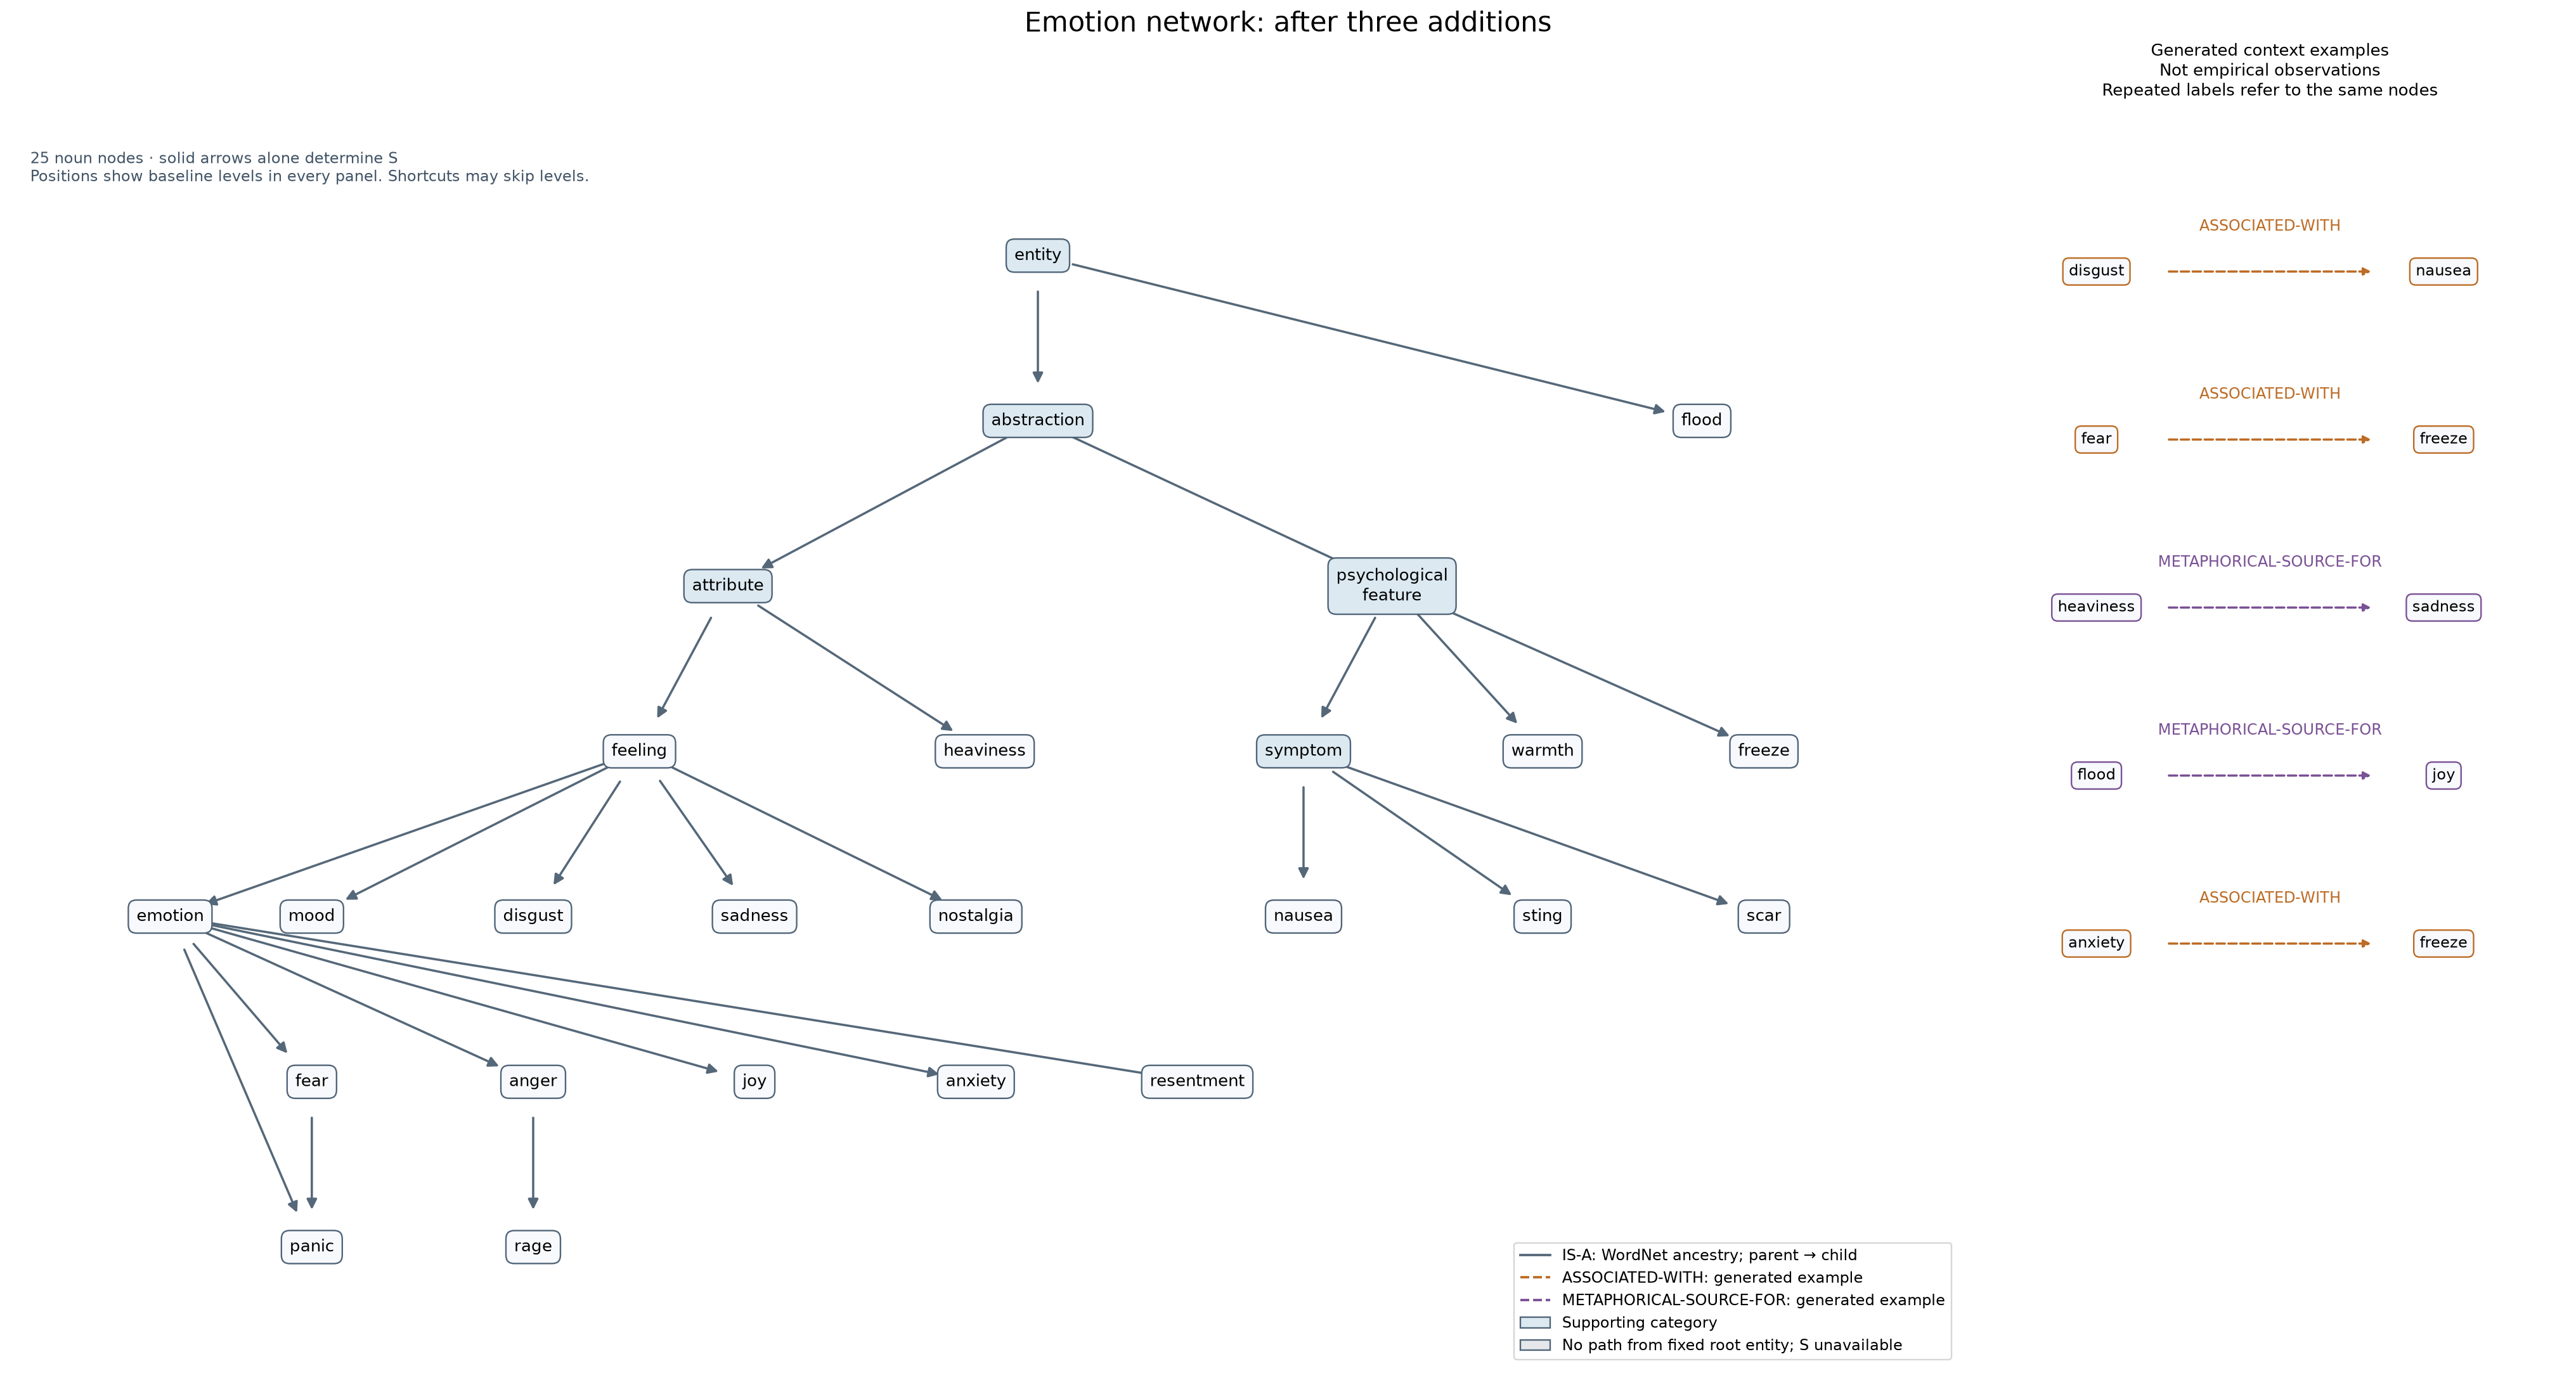 Emotion network: after three additions
Generated context examples
Not empirical observations
Repeated labels refer to the same nodes
25 noun nodes · solid arrows alone determine S
Positions show baseline levels in every panel. Shortcuts may skip levels.
entity
abstraction
flood
attribute
psychological
feature
feeling
heaviness
symptom
warmth
freeze
emotion
mood
disgust
sadness
nostalgia
nausea
sting
scar
fear
anger
joy
anxiety
resentment
panic
rage
ASSOCIATED-WITH
disgust
nausea
ASSOCIATED-WITH
fear
freeze
METAPHORICAL-SOURCE-FOR
heaviness
sadness
METAPHORICAL-SOURCE-FOR
flood
joy
ASSOCIATED-WITH
anxiety
freeze
IS-A: WordNet ancestry; parent → child
ASSOCIATED-WITH: generated example
METAPHORICAL-SOURCE-FOR: generated example
Supporting category
No path from fixed root entity; S unavailable